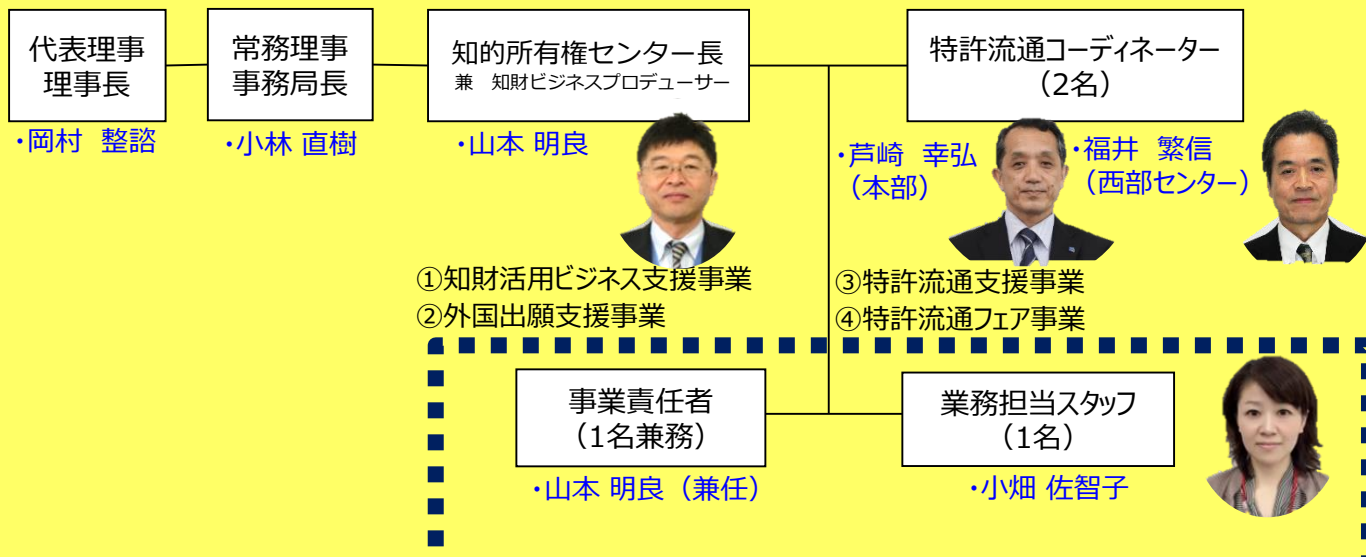 代表理事
理事長
・岡村 整諮
常務理事
事務局長
・小林 直樹
知的所有権センター長
兼 知財ビジネスプロデューサー
・山本 明良
特許流通コーディネーター
(2名)
・芦崎 幸弘
(本部)
・福井 繁信
(西部センター)
①知財活用ビジネス支援事業
②外国出願支援事業
③特許流通支援事業
④特許流通フェア事業
事業責任者
(1名兼務)
・山本 明良(兼任)
業務担当スタッフ
(1名)
・小畑 佐智子